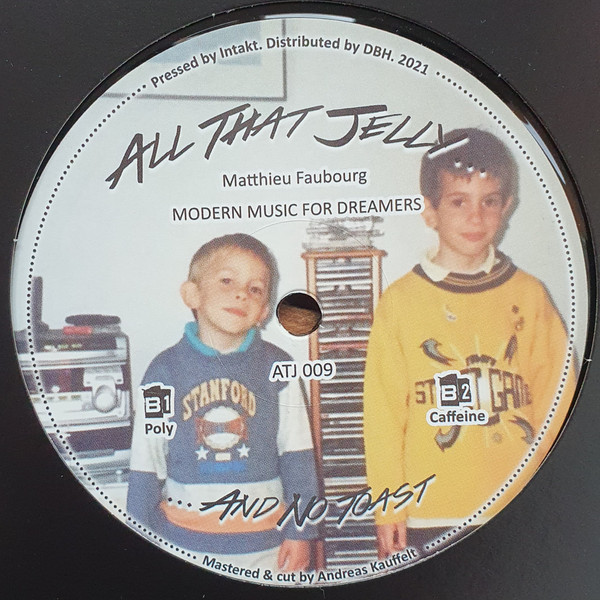 Pressed by Intakt. Distributed by DBH. 2021
ALL THAT JELLY...
Matthieu Faubourg
MODERN MUSIC FOR DREAMERS
ATJ 009
B1
Poly
B2
Caffeine
STANFORD
...AND NO TOAST
Mastered & cut by Andreas Kauffelt